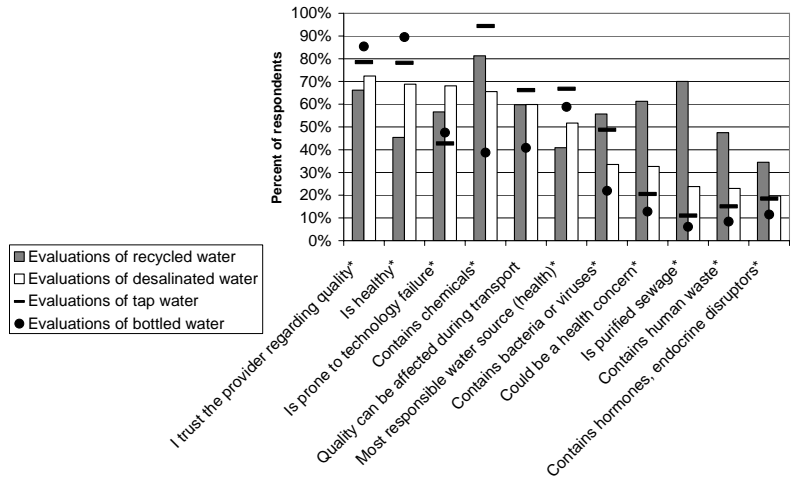 100%
90%
80%
70%
60%
50%
40%
30%
20%
10%
0%
Percent of respondents
Evaluations of recycled water
Evaluations of desalinated water
Evaluations of tap water
Evaluations of bottled water
I trust the provider regarding quality*
Is healthy*
Is prone to technology failure*
Contains chemicals*
Quality can be affected during transport
Most responsible water source (health)*
Contains bacteria or viruses*
Could be a health concern*
Is purified sewage*
Contains human waste*
Contains hormones, endocrine disruptors*